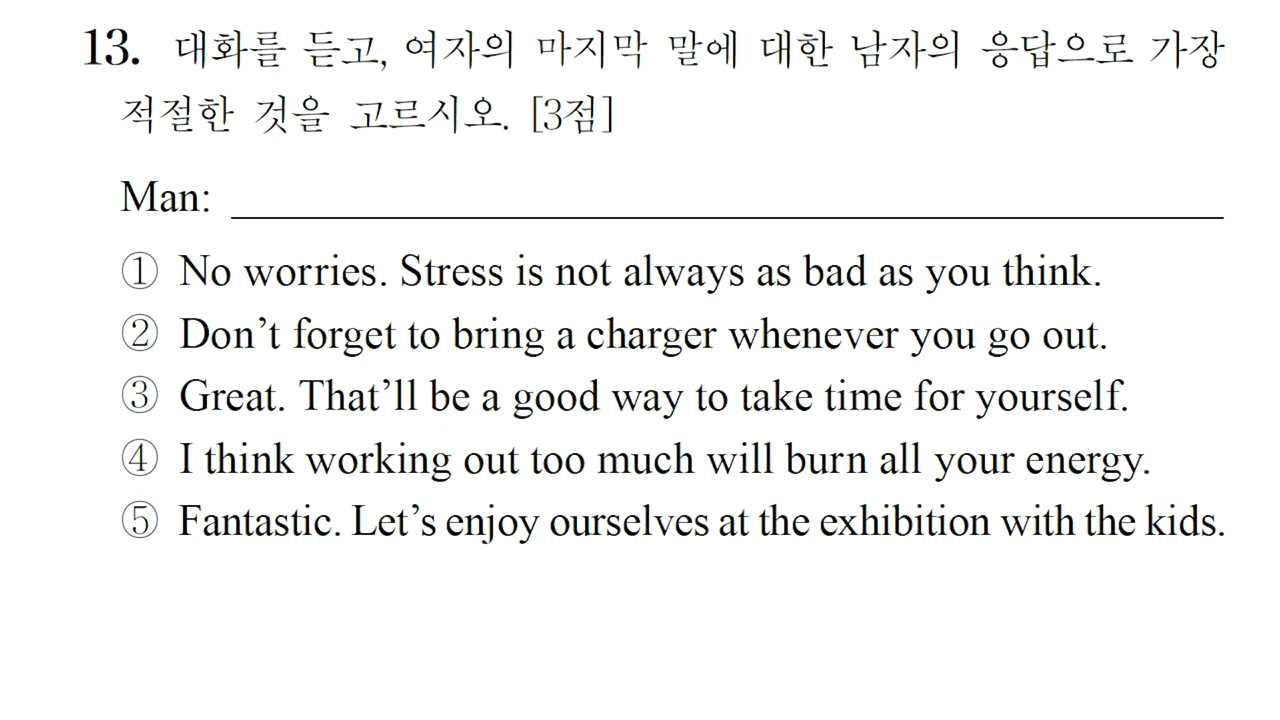 13. 대화를 듣고, 여자의 마지막 말에 대한 남자의 응답으로 가장
적절한 것을 고르시오. [3점]
Man:
① No worries. Stress is not always as bad as you think.
② Don’t forget to bring a charger whenever you go out.
③ Great. That’ll be a good way to take time for yourself.
④ I think working out too much will burn all your energy.
⑤ Fantastic. Let’s enjoy ourselves at the exhibition with the kids.